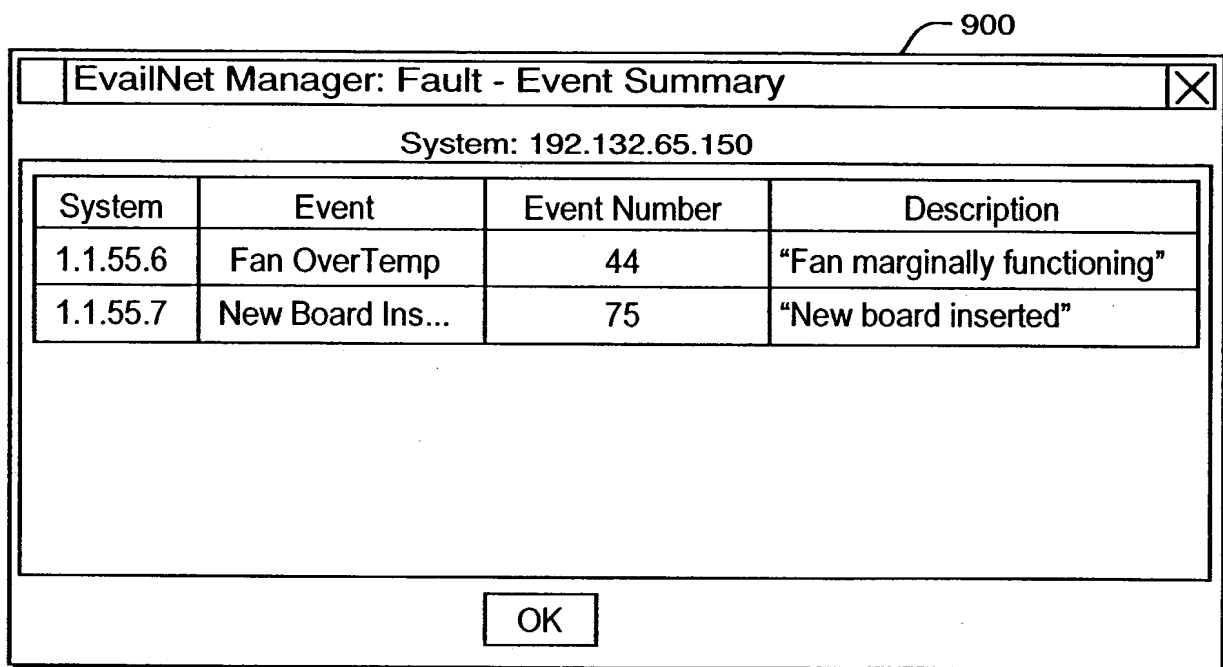 900
EvailNet Manager: Fault - Event Summary
System: 192.132.65.150
System Event Event Number Description
1.1.55.6 Fan OverTemp 44 “Fan marginally functioning”
1.1.55.7 New Board Ins... 75 “New board inserted”
OK